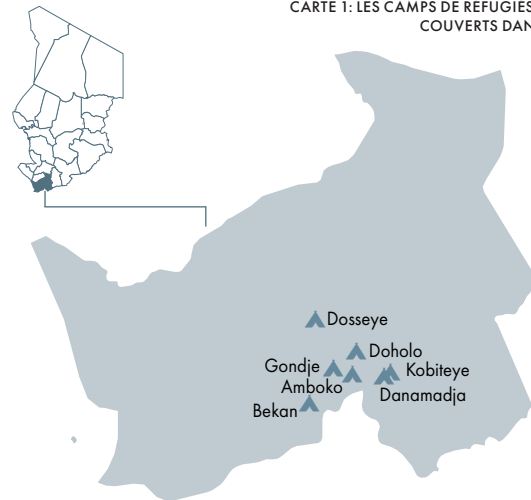 CARTE 1: LES CAMPS DE REFUGIES
COUVERTS DAN
Dosseye
Doholo
Gondje
Kobiteye
Amboko
Danamadja
Bekan